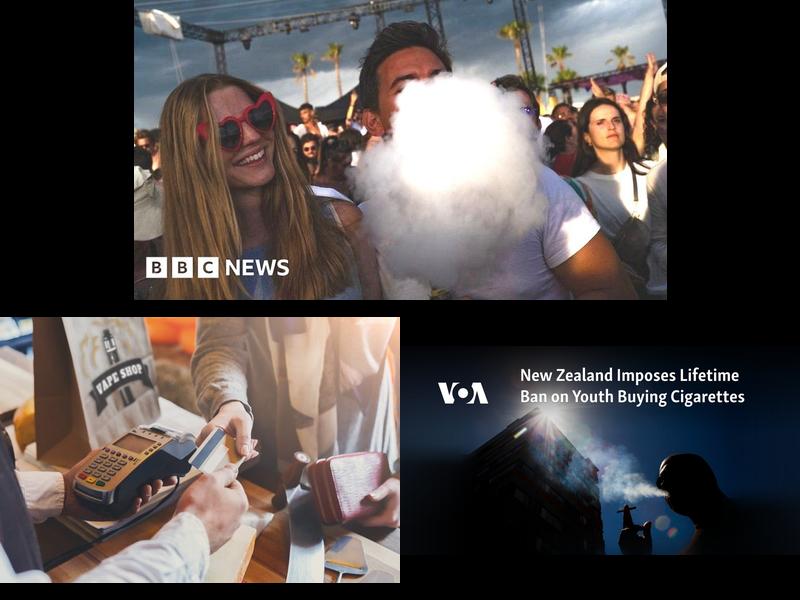 BBC NEWS
VAPE SHOP
VOA
New Zealand Imposes Lifetime
Ban on Youth Buying Cigarettes